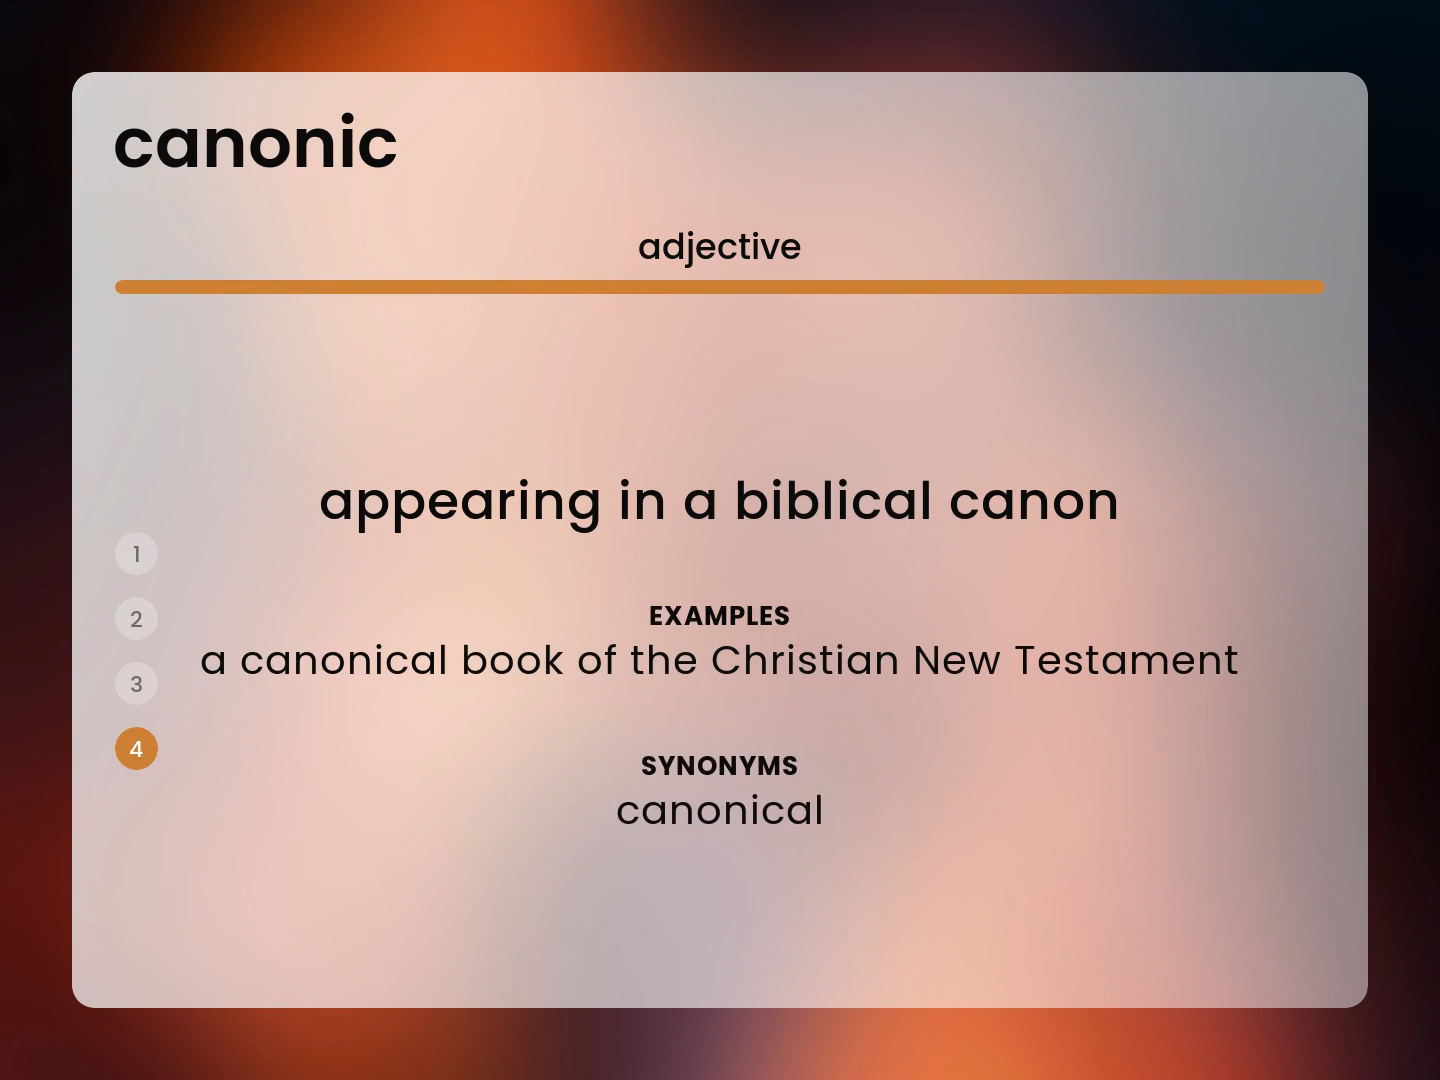 canonic
adjective
appearing in a biblical canon
1
2
3
4
EXAMPLES
a canonical book of the Christian New Testament
SYNONYMS
canonical